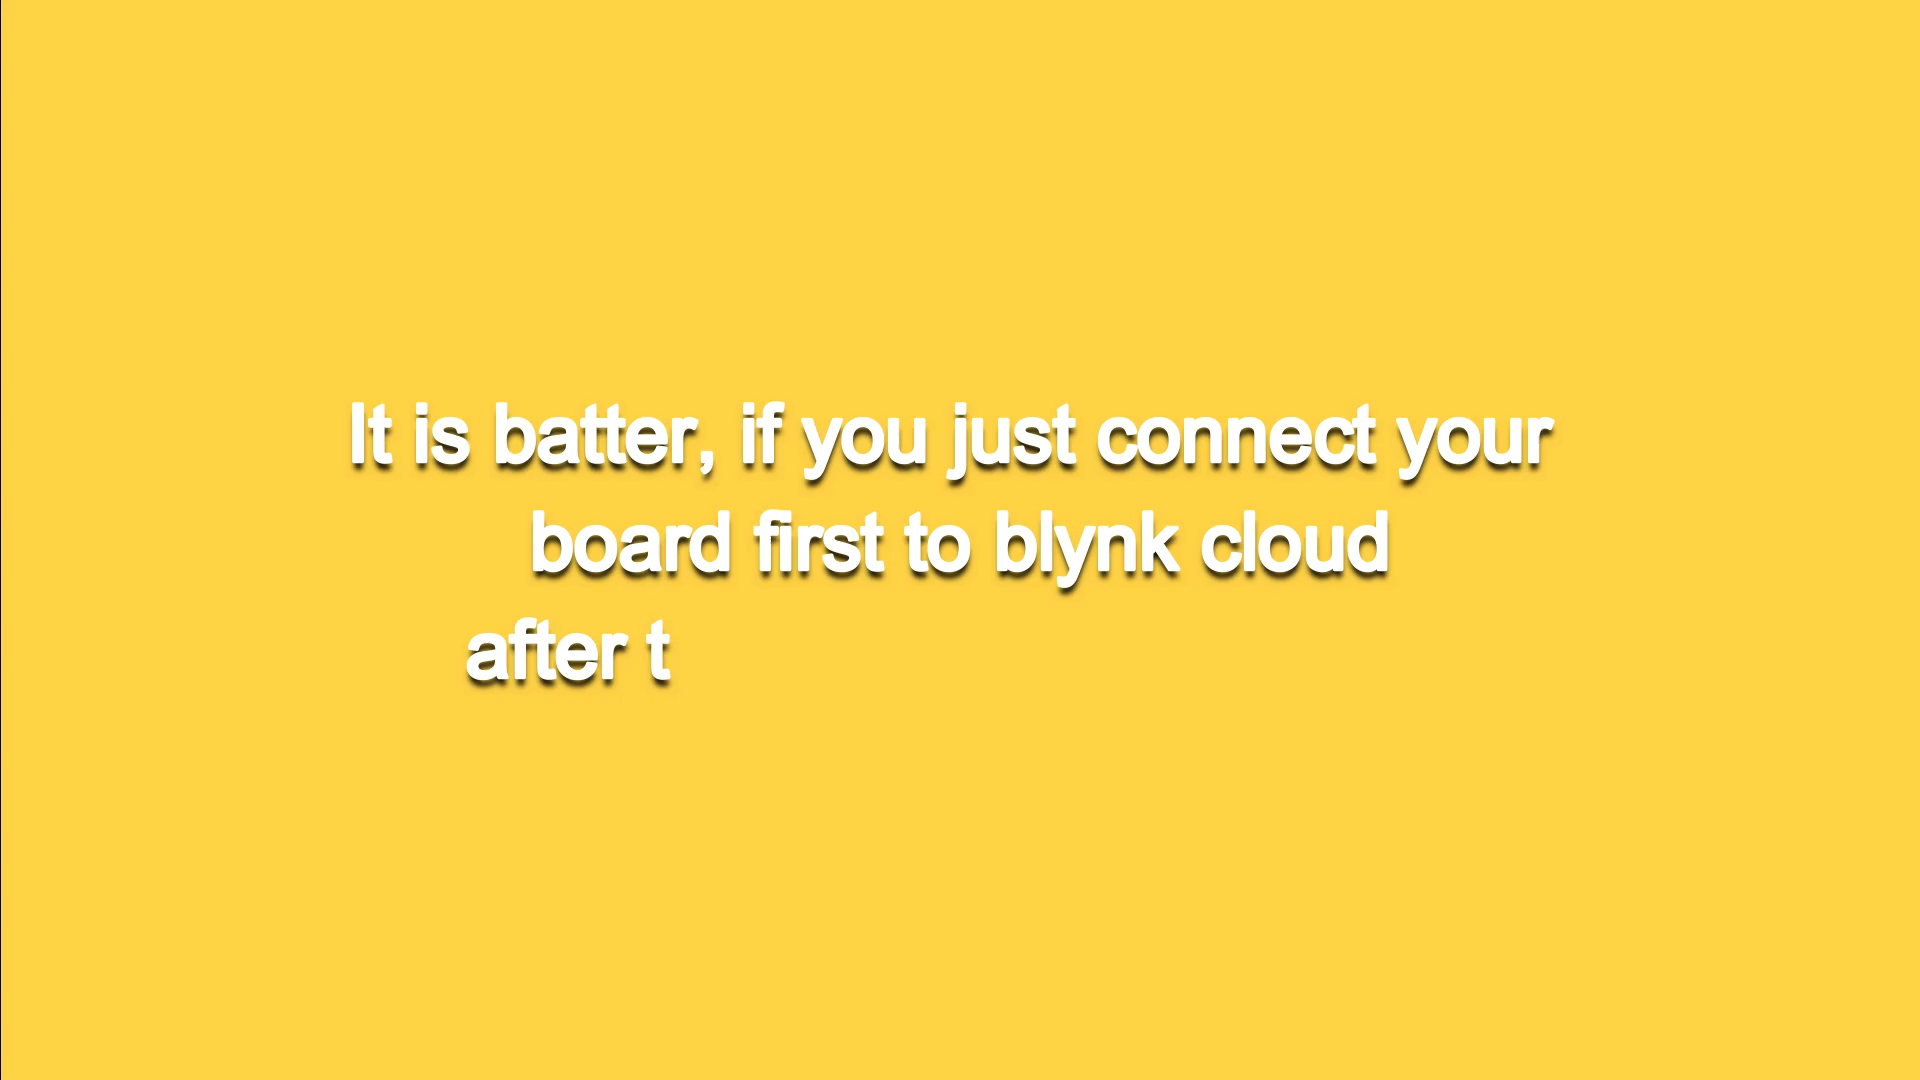 It is batter, if you just connect your
board first to blynk cloud
after t